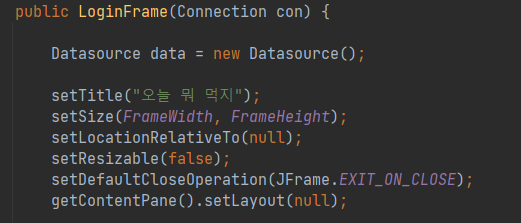 public LoginFrame(Connection con) {
Datasource data = new Datasource();
setTitle("오늘 뭐 먹지");
setSize(FrameWidth, FrameHeight);
setLocationRelativeTo(null);
setResizable(false);
setDefaultCloseOperation(JFrame.EXIT_ON_CLOSE);
getContentPane().setLayout(null);